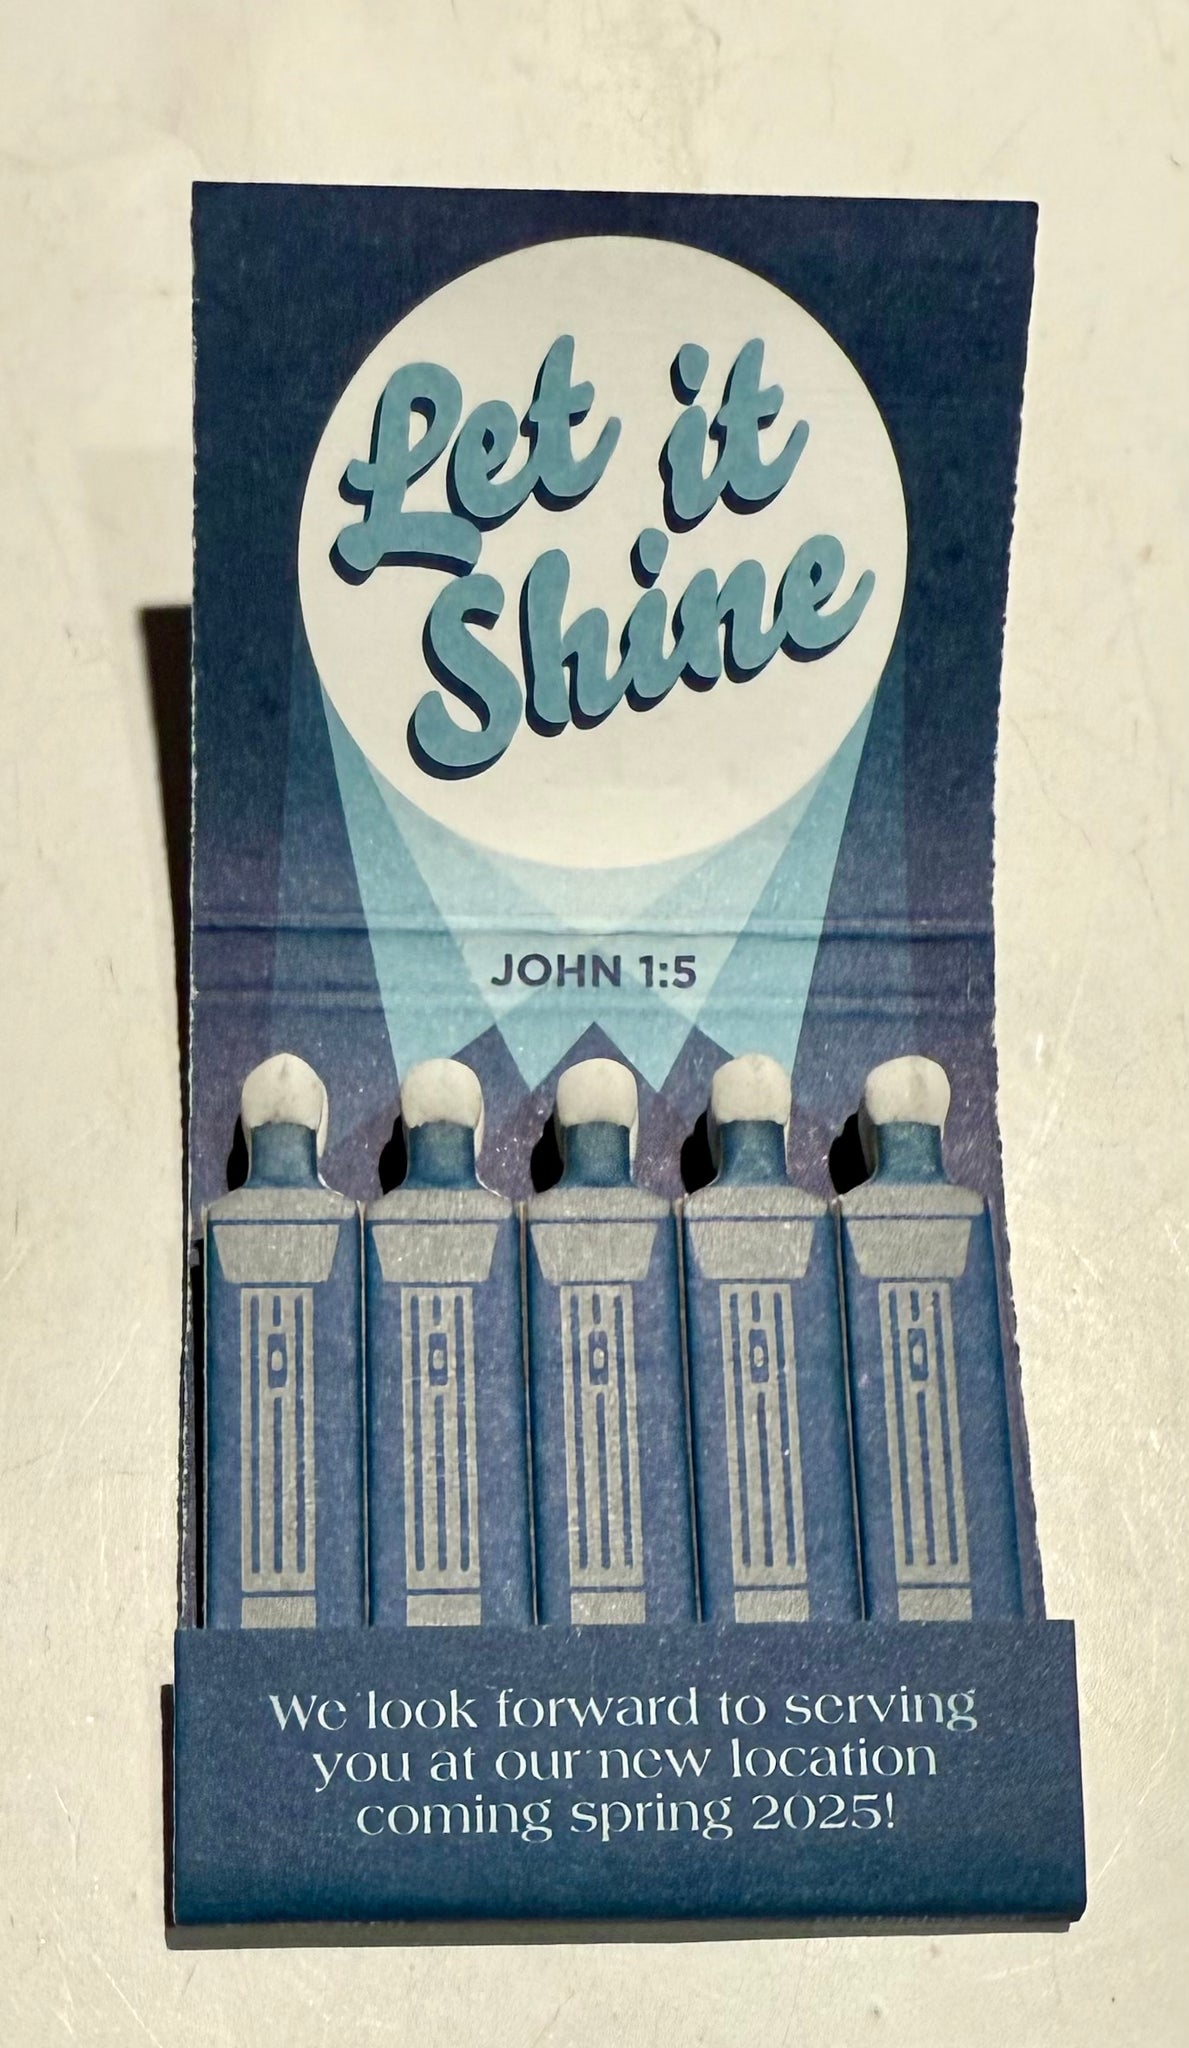 Let it
Shine
JOHN 1:5
We look forward to serving
you at our new location
coming spring 2025!